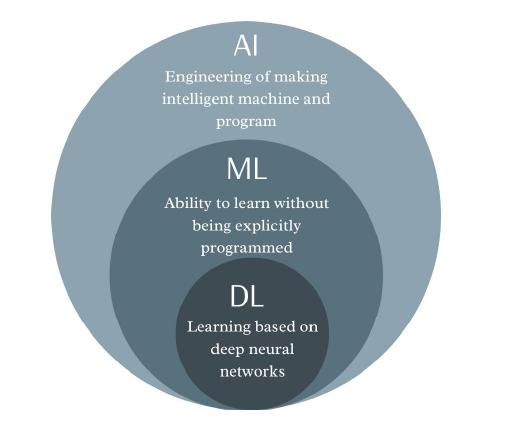 AI
Engineering of making
intelligent machine and
program
ML
Ability to learn without
being explicitly
programmed
DL
Learning based on
deep neural
networks